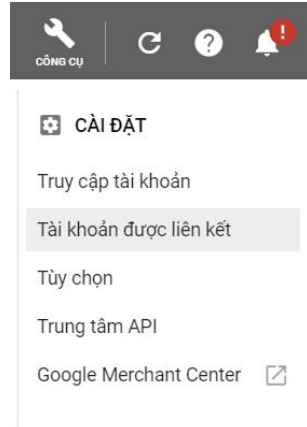 CÔNG CỤ
CÀI ĐẶT
Truy cập tài khoản
Tài khoản được liên kết
Tùy chọn
Trung tâm API
Google Merchant Center